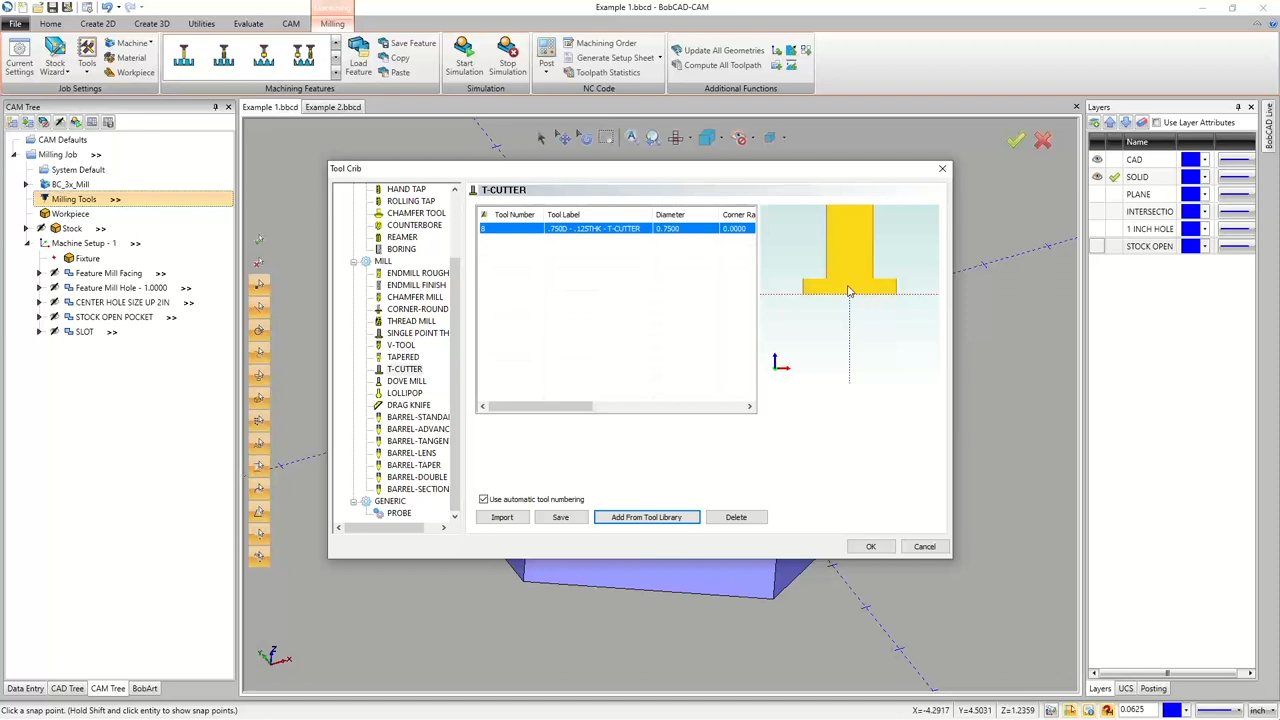 Machining
Example 1.bbcd - BobCAD-CAM
File Home Create 2D Create 3D Utilities Evaluate CAM Milling
Current Settings
Stock Wizard
Tools
Machine
Material
Workpiece
Job Settings
Machining Features
Load Feature
Save Feature
Copy
Paste
Start Simulation
Stop Simulation
Simulation
Post
Machining Order
Generate Setup Sheet
Toolpath Statistics
NC Code
Update All Geometries
Compute All Toolpath
Additional Functions
CAM Tree
CAM Defaults
Milling Job >>
System Default
BC_3x_Mill
Milling Tools >>
Workpiece
Stock >>
Machine Setup - 1 >>
Fixture
Feature Mill Facing >>
Feature Mill Hole - 1.0000 >>
CENTER HOLE SIZE UP 2IN >>
STOCK OPEN POCKET >>
SLOT >>
Data Entry CAD Tree CAM Tree BobArt
Example 1.bbcd Example 2.bbcd
Tool Crib
HAND TAP
ROLLING TAP
CHAMFER TOOL
COUNTERBORE
REAMER
BORING
MILL
ENDMILL ROUGH
ENDMILL FINISH
CHAMFER MILL
CORNER-ROUND
THREAD MILL
SINGLE POINT TH
V-TOOL
TAPERED
T-CUTTER
DOVE MILL
LOLLIPOP
DRAG KNIFE
BARREL-STANDA
BARREL-ADVANC
BARREL-TANGEN
BARREL-LENS
BARREL-TAPER
BARREL-DOUBLE
BARREL-SECTION
GENERIC
PROBE
T-CUTTER
Tool Number Tool Label Diameter Corner Ra
8 .750D - .125THK - T-CUTTER 0.7500 0.0000
Use automatic tool numbering
Import Save Add From Tool Library Delete
OK Cancel
Z
Y
X
Layers
Use Layer Attributes
Name
CAD
SOLID
PLANE
INTERSECTIO
1 INCH HOLE
STOCK OPEN
Layers UCS Posting
BobCAD Live
Click a snap point. (Hold Shift and click entity to show snap points.)
X=-4.2917 Y=4.5031 Z=1.2359 0.0625 inch